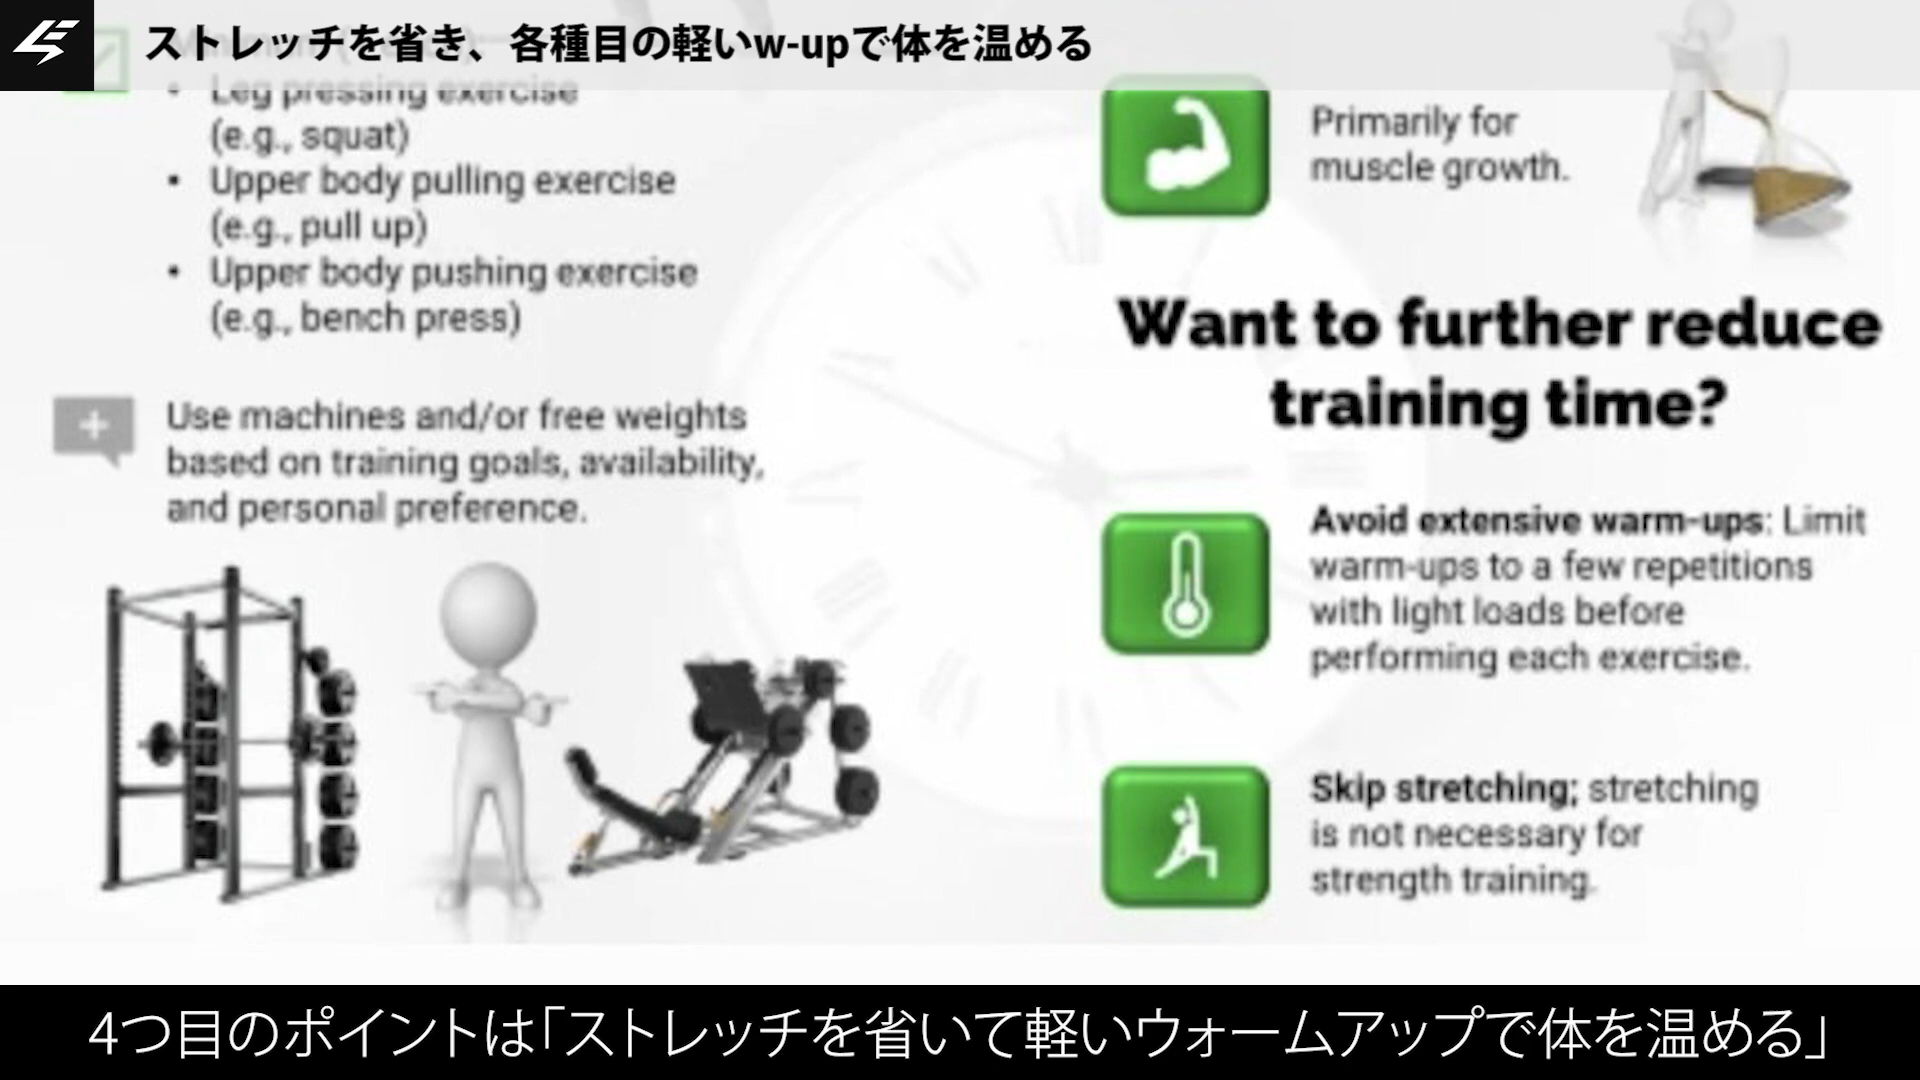 ストレッチを省き、各種目の軽いw-upで体を温める
• Leg pressing exercise
(e.g., squat)
• Upper body pulling exercise
(e.g., pull up)
• Upper body pushing exercise
(e.g., bench press)
Use machines and/or free weights
based on training goals, availability,
and personal preference.
Primarily for
muscle growth.
Want to further reduce
training time?
Avoid extensive warm-ups: Limit
warm-ups to a few repetitions
with light loads before
performing each exercise.
Skip stretching; stretching
is not necessary for
strength training.
4つ目のポイントは「ストレッチを省いて軽いウォームアップで体を温める」